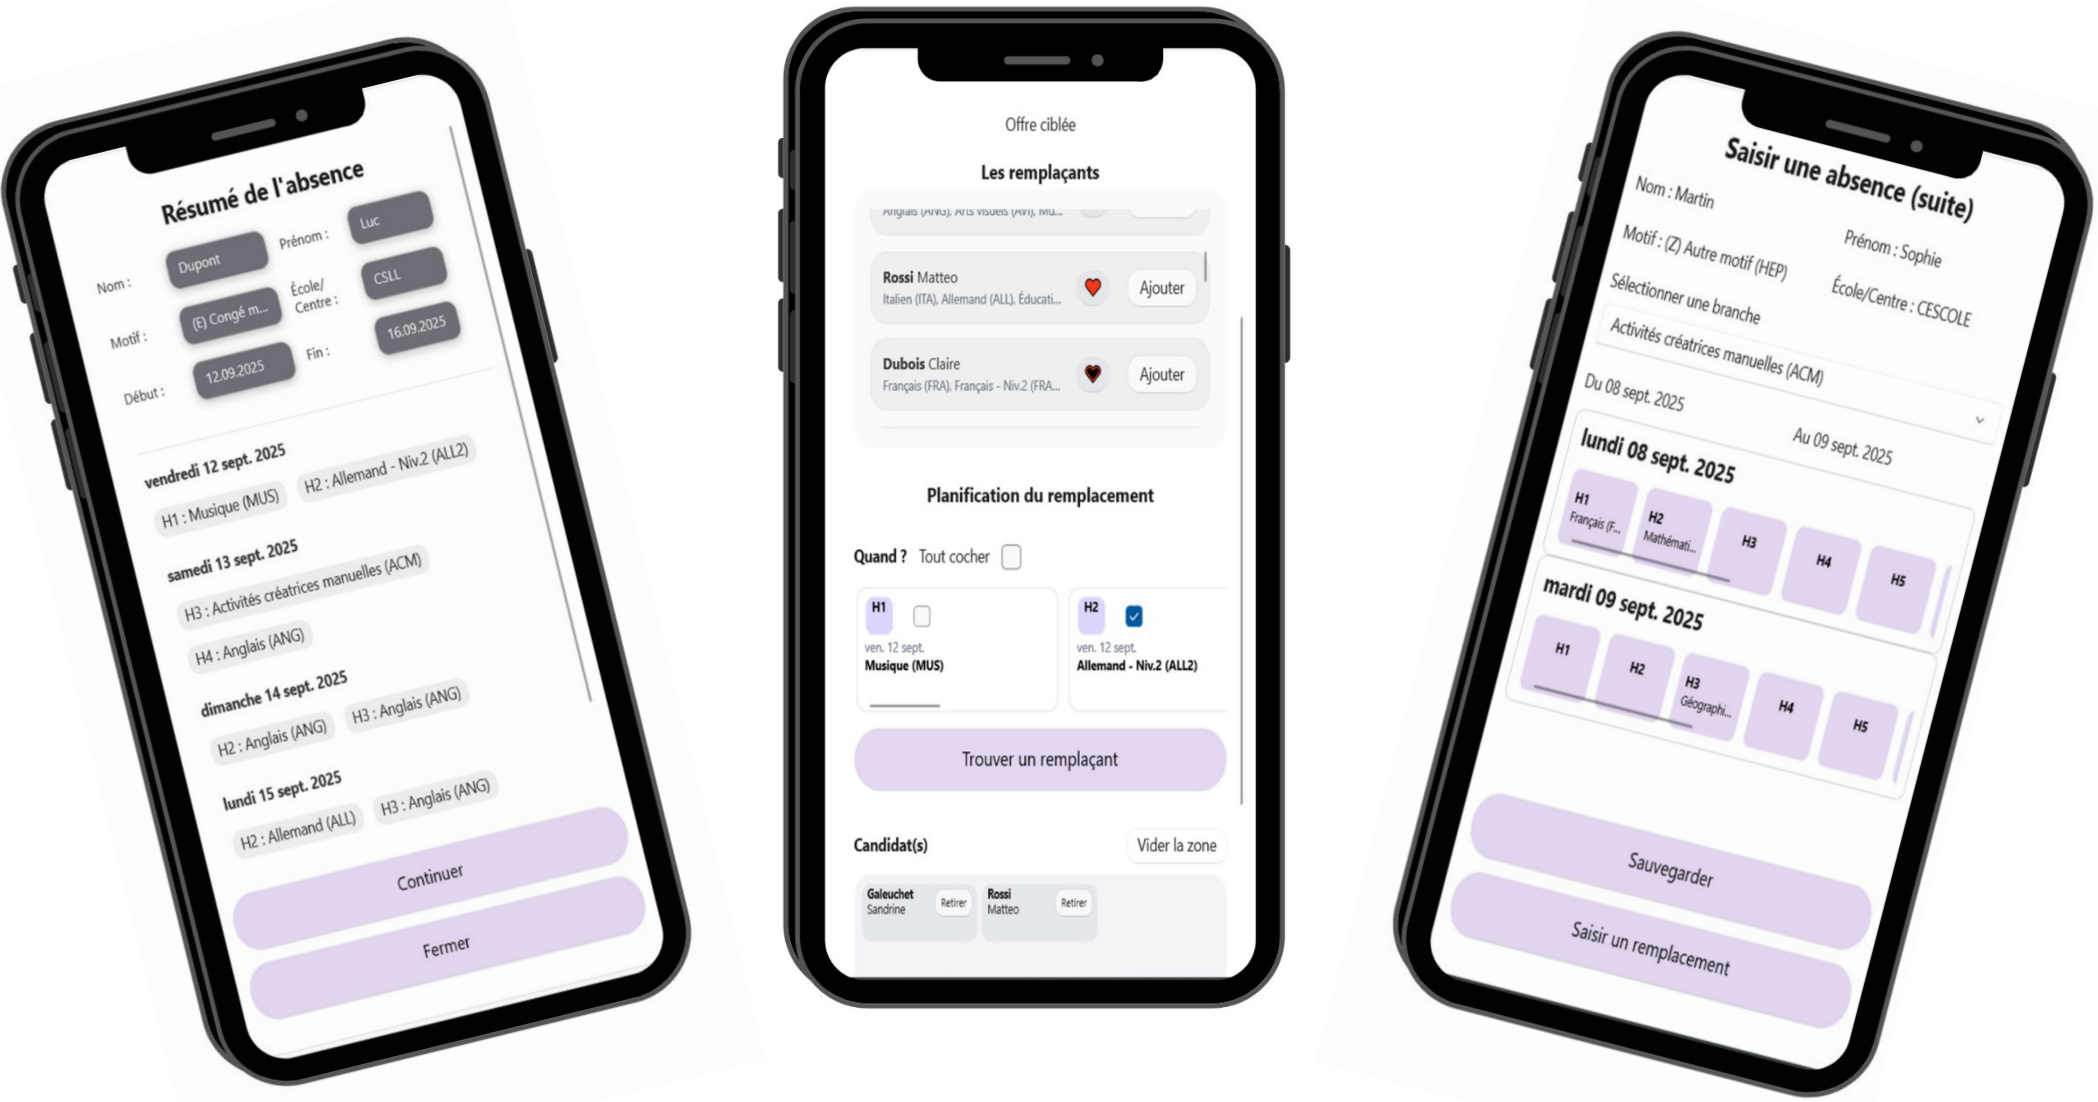 Résumé de l'absence
Nom : Dupont Prénom : Luc
Motif : (E) Congé m... École/ Centre : CSLL
Début : 12.09.2025 Fin : 16.09.2025
vendredi 12 sept. 2025
H1 : Musique (MUS) H2 : Allemand - Niv.2 (ALL2)
samedi 13 sept. 2025
H3 : Activités créatrices manuelles (ACM)
H4 : Anglais (ANG)
dimanche 14 sept. 2025
H2 : Anglais (ANG) H3 : Anglais (ANG)
lundi 15 sept. 2025
H2 : Allemand (ALL) H3 : Anglais (ANG)
Continuer
Fermer
Offre ciblée
Les remplaçants
Anglais (ANG), Arts visuels (AVI), Mu...
Rossi Matteo
Italien (ITA), Allemand (ALL), Éducati...
Ajouter
Dubois Claire
Français (FRA), Français - Niv.2 (FRA...
Ajouter
Planification du remplacement
Quand ? Tout cocher
H1
ven. 12 sept.
Musique (MUS)
H2
ven. 12 sept.
Allemand - Niv.2 (ALL2)
Trouver un remplaçant
Candidat(s) Vider la zone
Galeuchet
Sandrine
Retirer
Rossi
Matteo
Retirer
Saisir une absence (suite)
Nom : Martin Prénom : Sophie
Motif : (Z) Autre motif (HEP) École/Centre : CESCOLE
Sélectionner une branche
Activités créatrices manuelles (ACM)
Du 08 sept. 2025 Au 09 sept. 2025
lundi 08 sept. 2025
H1
Français (F...
H2
Mathémati...
H3
H4
H5
mardi 09 sept. 2025
H1
H2
H3
Géographi...
H4
H5
Sauvegarder
Saisir un remplacement